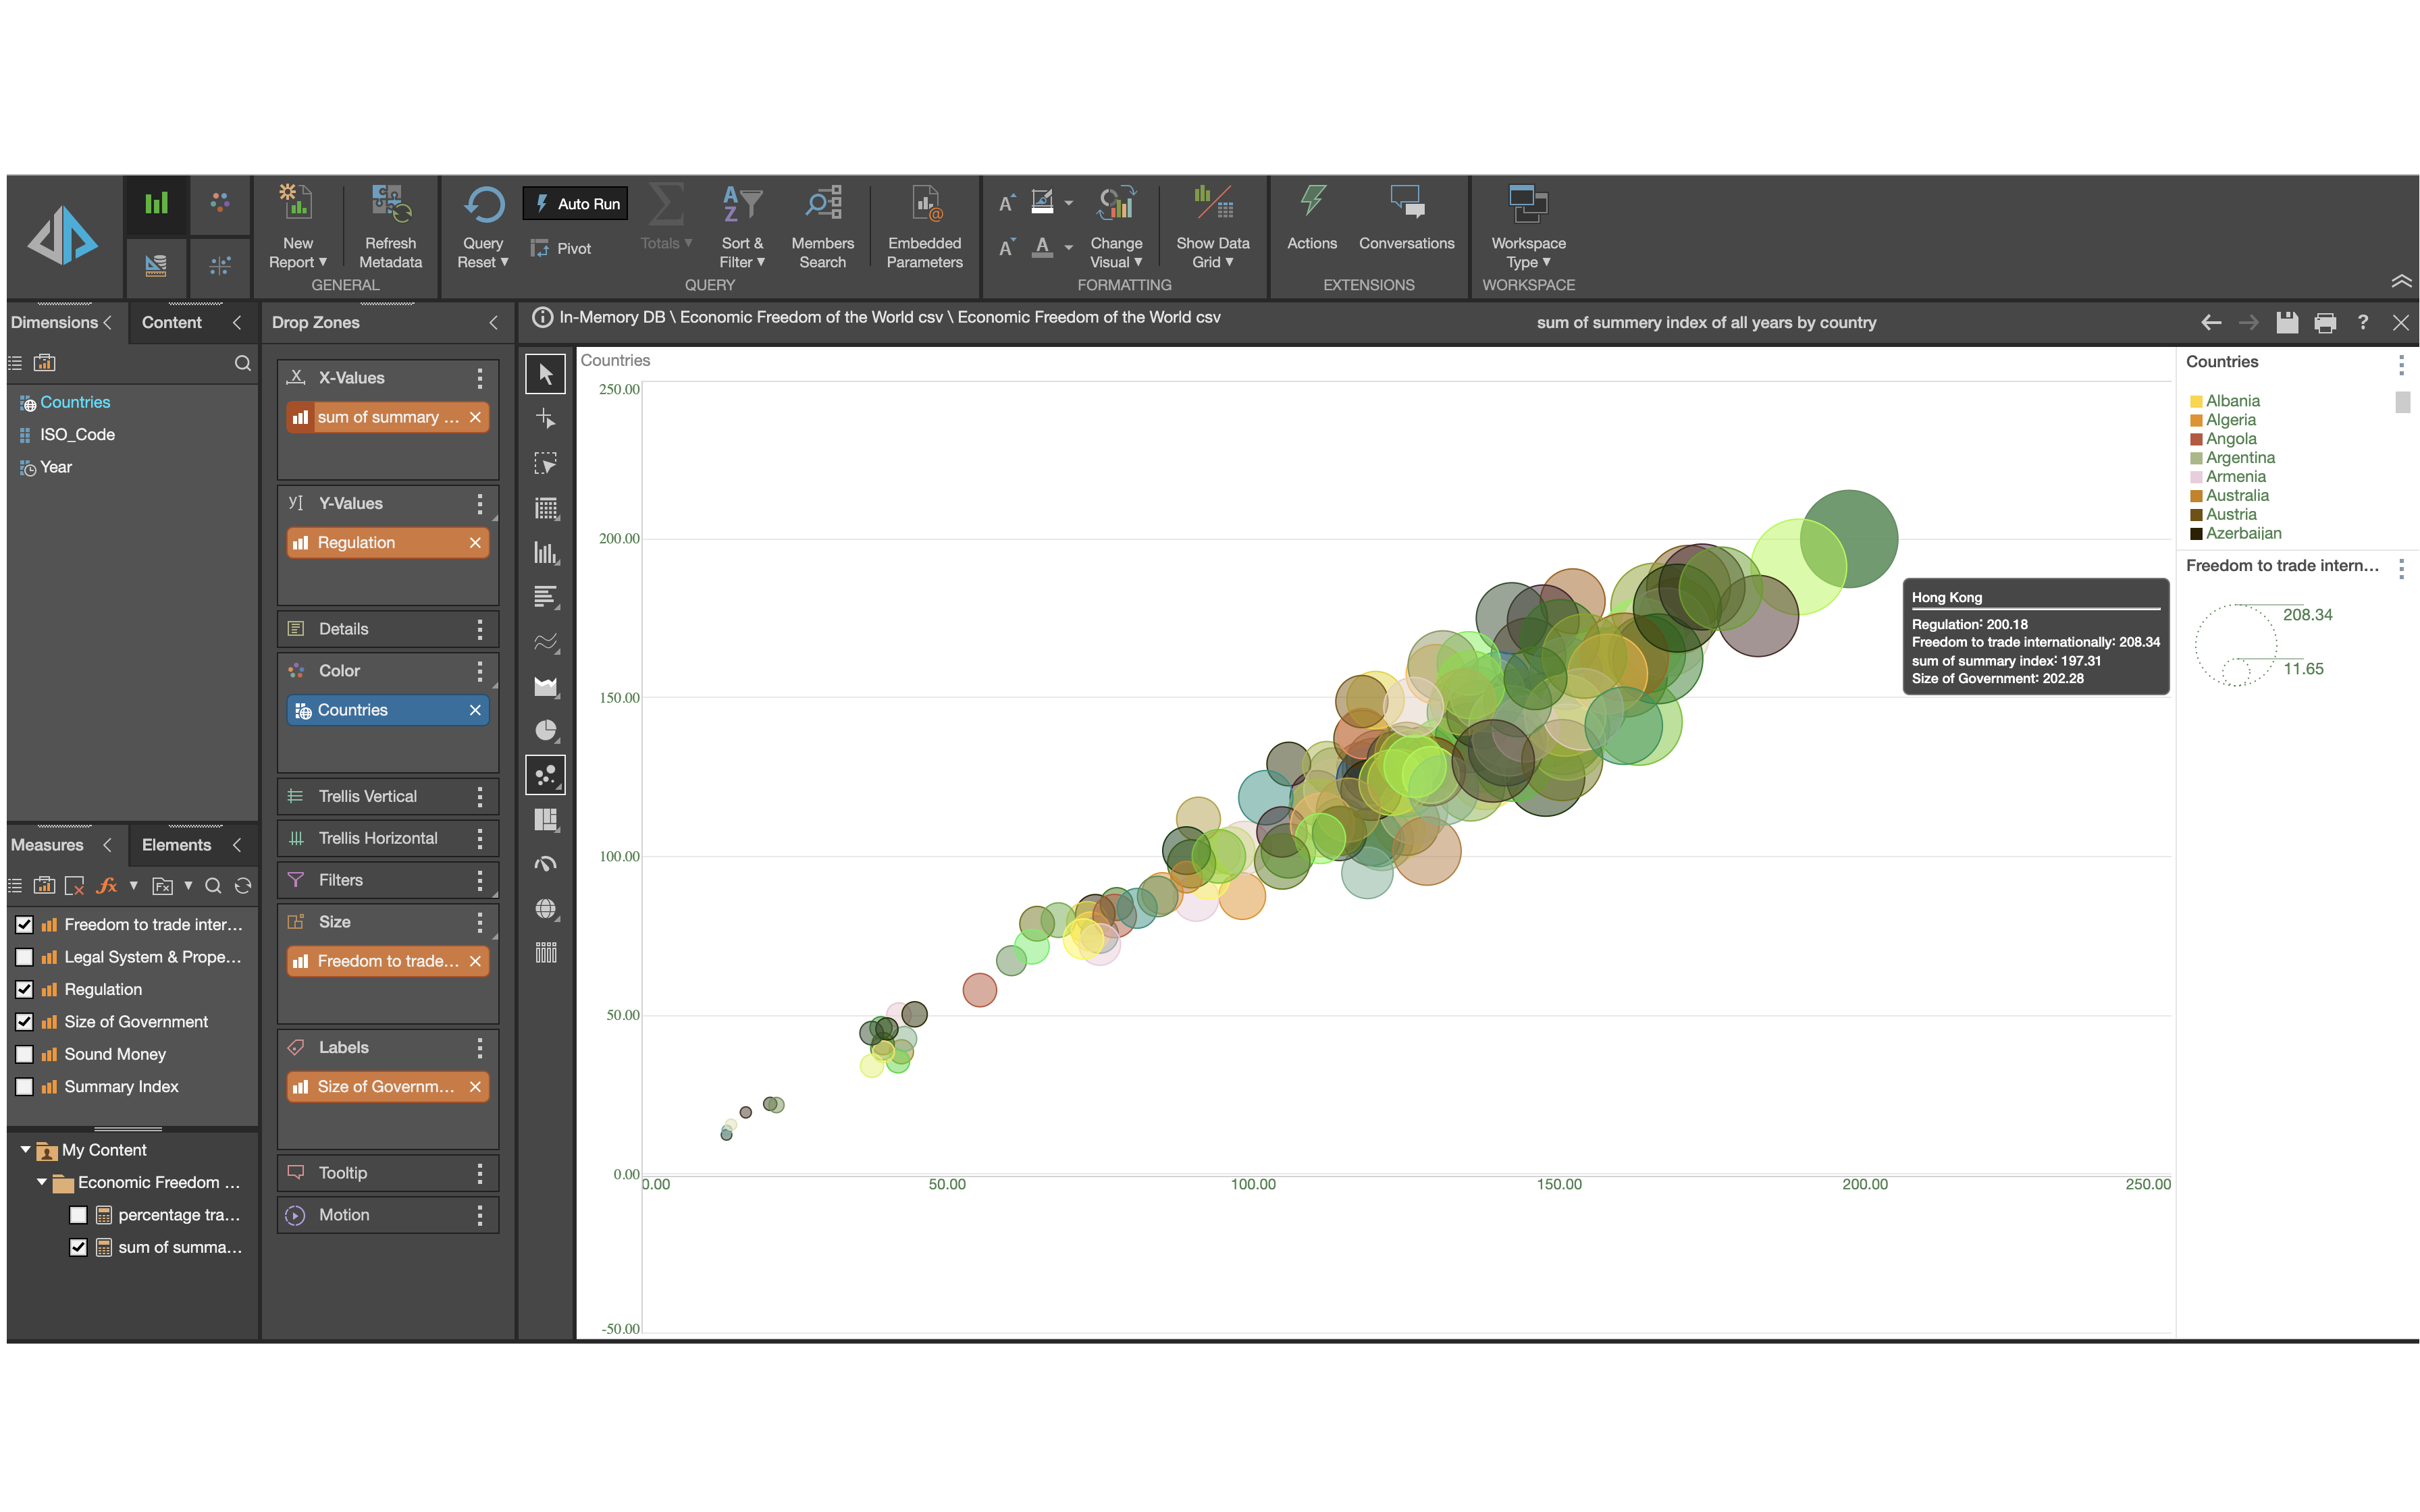 New
Report ▼
Refresh
Metadata
GENERAL
Query
Reset ▼
Auto Run
Pivot
Totals ▼
Sort &
Filter ▼
Members
Search
Embedded
Parameters
QUERY
Change
Visual ▼
Show Data
Grid ▼
FORMATTING
Actions
Conversations
EXTENSIONS
Workspace
Type ▼
WORKSPACE
Dimensions
Content
Countries
ISO_Code
Year
Measures
Elements
Freedom to trade inter...
Legal System & Prope...
Regulation
Size of Government
Sound Money
Summary Index
My Content
Economic Freedom ...
percentage tra...
sum of summa...
Drop Zones
X-Values
sum of summary ...
Y-Values
Regulation
Details
Color
Countries
Trellis Vertical
Trellis Horizontal
Filters
Size
Freedom to trade...
Labels
Size of Governm...
Tooltip
Motion
In-Memory DB \ Economic Freedom of the World csv \ Economic Freedom of the World csv
sum of summery index of all years by country
Countries
250.00
200.00
150.00
100.00
50.00
0.00
-50.00
0.00
50.00
100.00
150.00
200.00
250.00
Hong Kong
Regulation: 200.18
Freedom to trade internationally: 208.34
sum of summary index: 197.31
Size of Government: 202.28
Countries
Albania
Algeria
Angola
Argentina
Armenia
Australia
Austria
Azerbaijan
Freedom to trade intern...
208.34
11.65